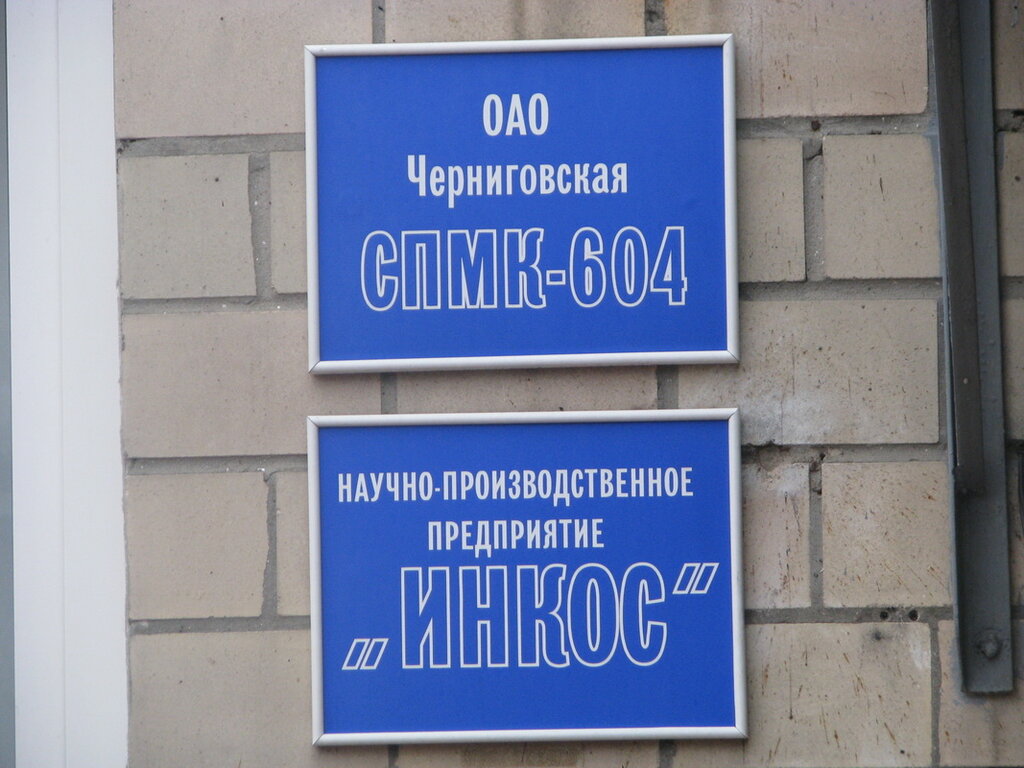 ОАО
Черниговская
СПМК-604
НАУЧНО-ПРОИЗВОДСТВЕННОЕ
ПРЕДПРИЯТИЕ
„ИНКОС”